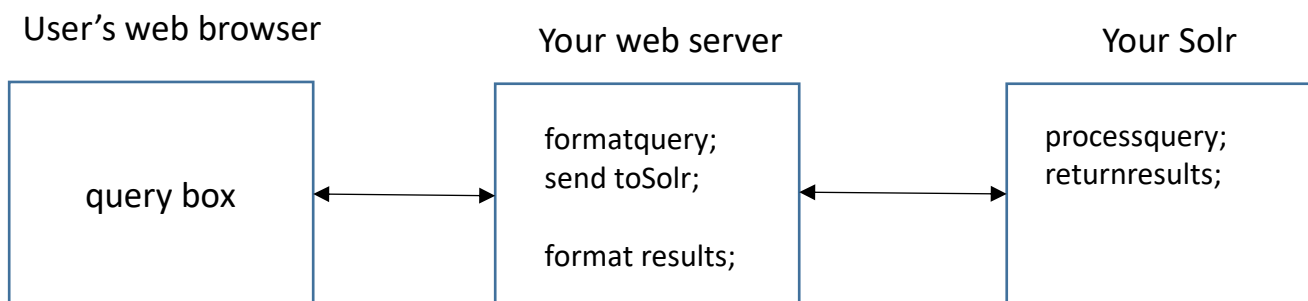 User’s web browser
Your web server
Your Solr
query box
formatquery;
send toSolr;
format results;
processquery;
returnresults;